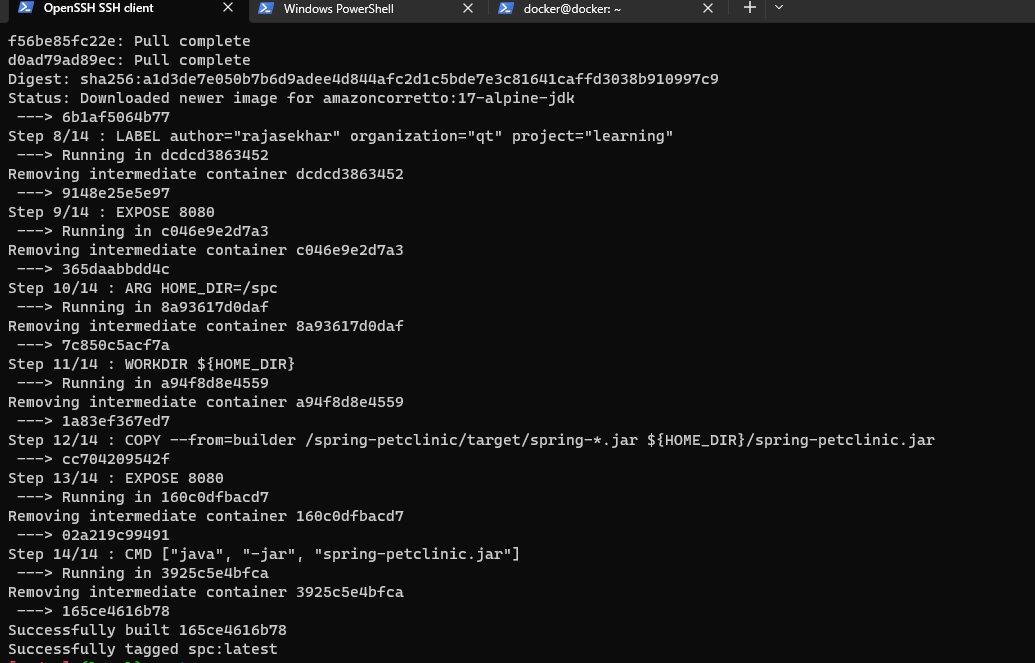 OpenSSH SSH client
Windows PowerShell
docker@docker: ~
f56be85fc22e: Pull complete
d0ad79ad89ec: Pull complete
Digest: sha256:a1d3de7e050b7b6d9adee4d844afc2d1c5bde7e3c81641caffd3038b910997c9
Status: Downloaded newer image for amazoncorretto:17-alpine-jdk
---> 6b1af5064b77
Step 8/14 : LABEL author="rajasekhar" organization="qt" project="learning"
---> Running in dcdcd3863452
Removing intermediate container dcdcd3863452
---> 9148e25e5e97
Step 9/14 : EXPOSE 8080
---> Running in c046e9e2d7a3
Removing intermediate container c046e9e2d7a3
---> 365daabbdd4c
Step 10/14 : ARG HOME_DIR=/spc
---> Running in 8a93617d0daf
Removing intermediate container 8a93617d0daf
---> 7c850c5acf7a
Step 11/14 : WORKDIR ${HOME_DIR}
---> Running in a94f8d8e4559
Removing intermediate container a94f8d8e4559
---> 1a83ef367ed7
Step 12/14 : COPY --from=builder /spring-petclinic/target/spring-*.jar ${HOME_DIR}/spring-petclinic.jar
---> cc704209542f
Step 13/14 : EXPOSE 8080
---> Running in 160c0dfbacd7
Removing intermediate container 160c0dfbacd7
---> 02a219c99491
Step 14/14 : CMD ["java", "-jar", "spring-petclinic.jar"]
---> Running in 3925c5e4bfca
Removing intermediate container 3925c5e4bfca
---> 165ce4616b78
Successfully built 165ce4616b78
Successfully tagged spc:latest